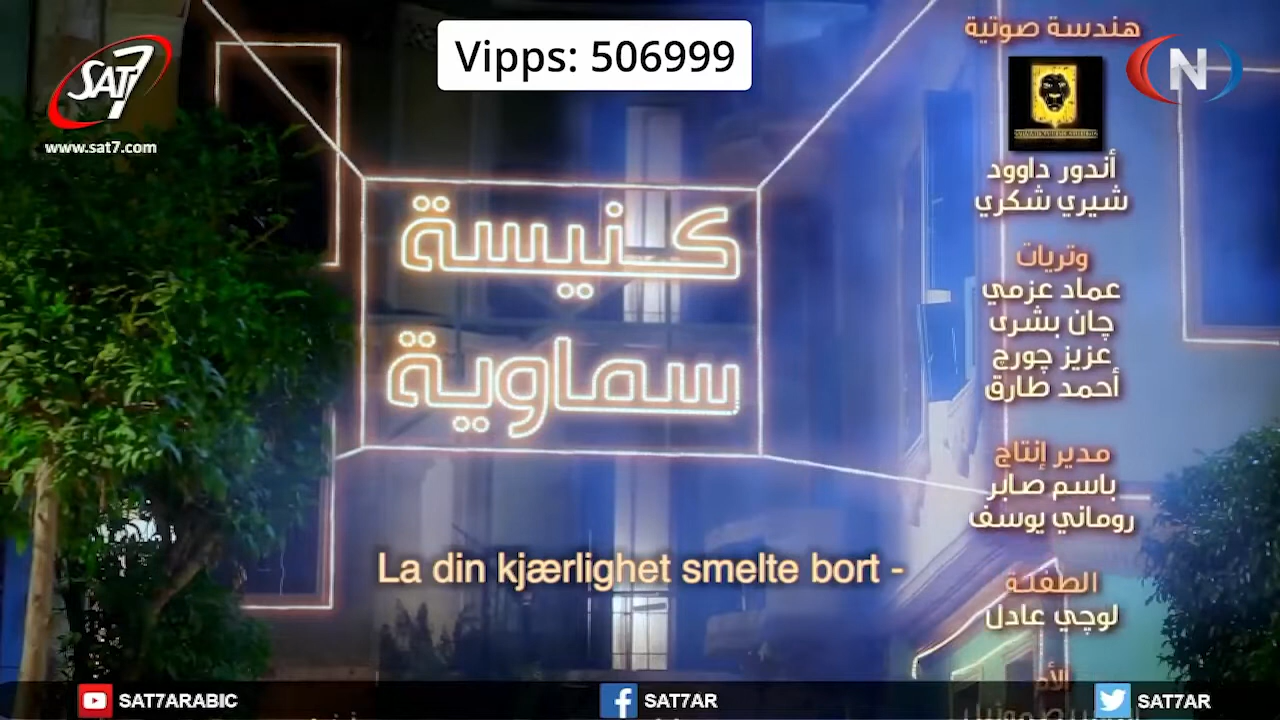 هندسة صوتية
SAT7
www.sat7.com
Vipps: 506999
N
أندور داوود
شيري شكري
وتريات
عماد عزمي
چان بشرى
عزيز چورچ
أحمد طارق
مدير إنتاج
باسم صابر
روماني يوسف
الطفلة
لوچي عادل
كنيسة
سماوية
La din kjærlighet smelte bort -
SAT7ARABIC
SAT7AR
SAT7AR